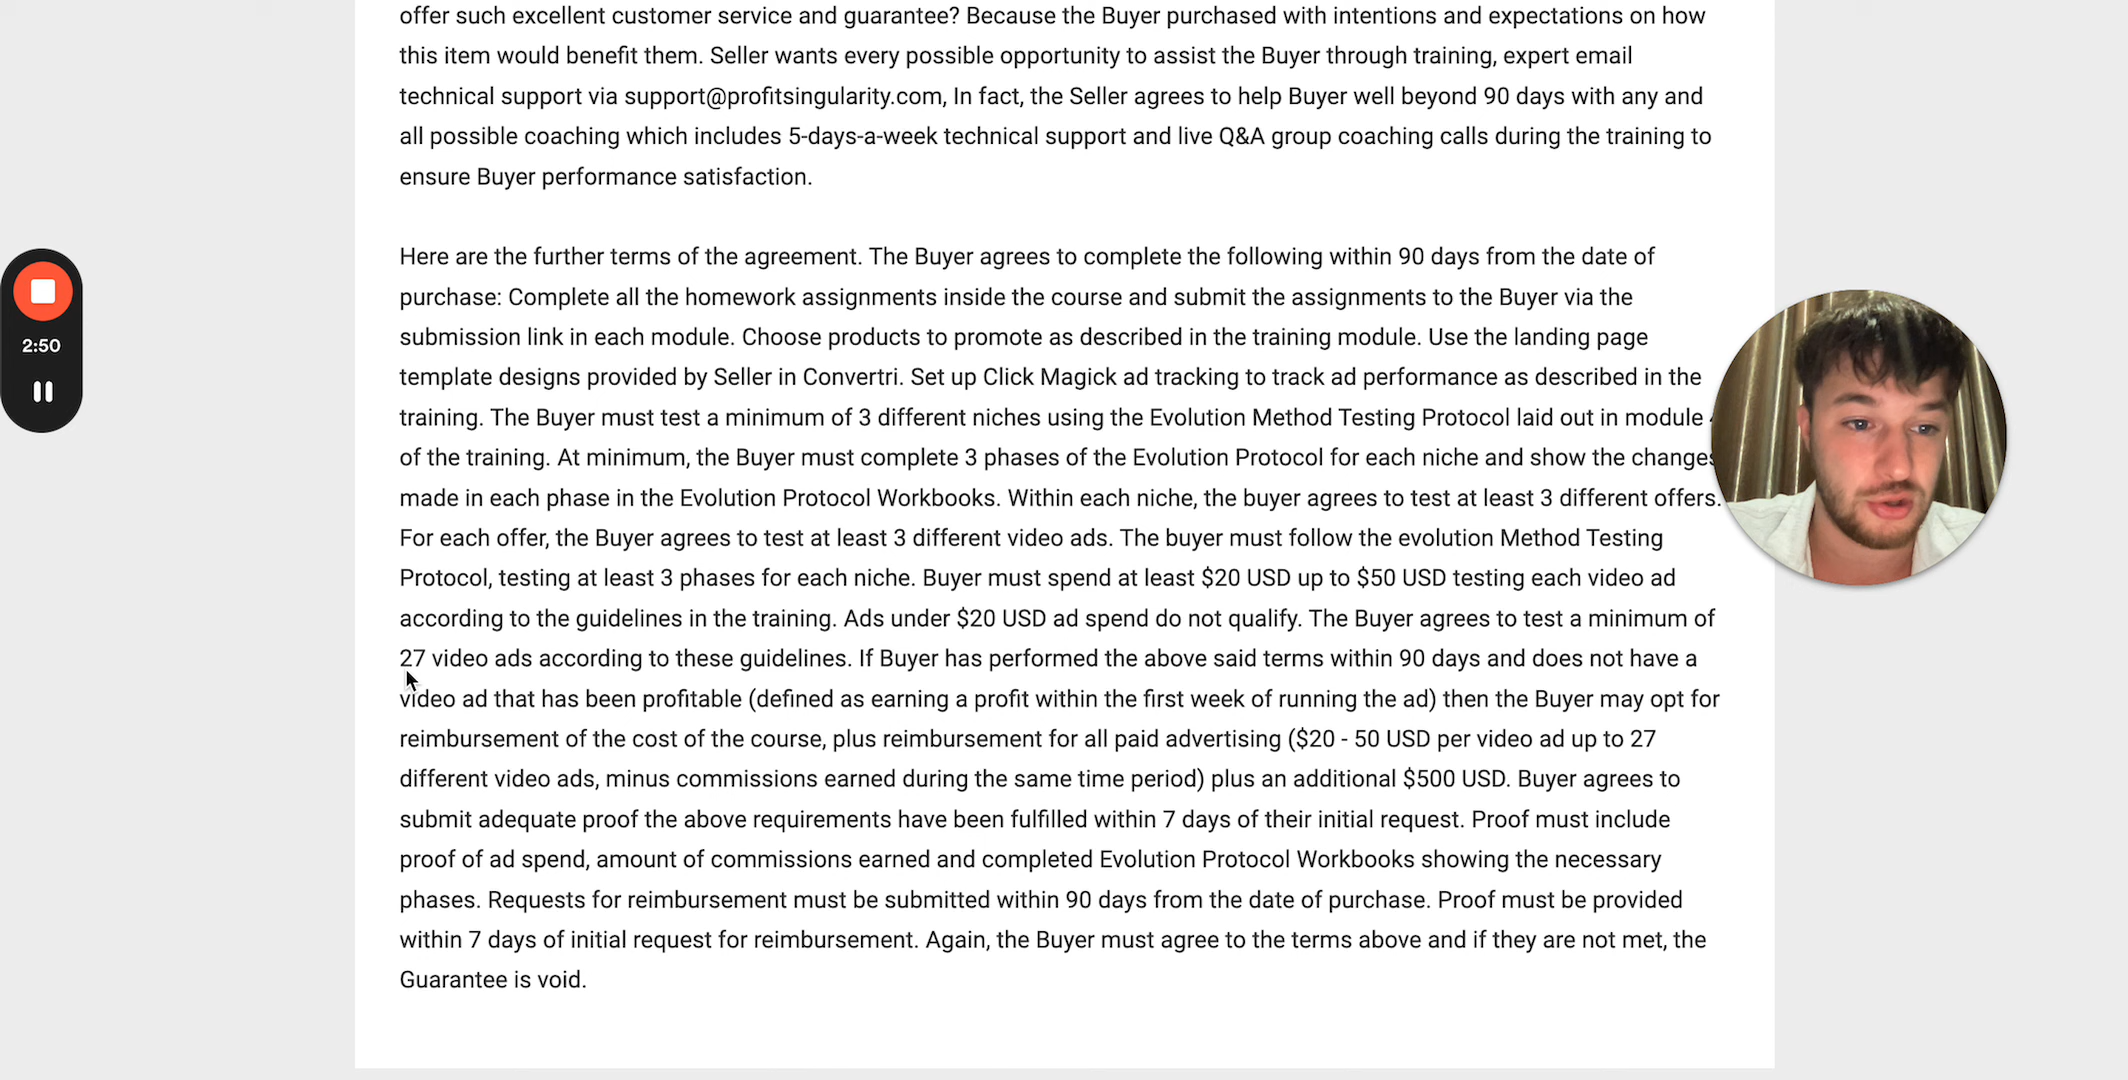 offer such excellent customer service and guarantee? Because the Buyer purchased with intentions and expectations on how
this item would benefit them. Seller wants every possible opportunity to assist the Buyer through training, expert email
technical support via support@profitsingularity.com, In fact, the Seller agrees to help Buyer well beyond 90 days with any and
all possible coaching which includes 5-days-a-week technical support and live Q&A group coaching calls during the training to
ensure Buyer performance satisfaction.
Here are the further terms of the agreement. The Buyer agrees to complete the following within 90 days from the date of
purchase: Complete all the homework assignments inside the course and submit the assignments to the Buyer via the
submission link in each module. Choose products to promote as described in the training module. Use the landing page
template designs provided by Seller in Convertri. Set up Click Magick ad tracking to track ad performance as described in the
training. The Buyer must test a minimum of 3 different niches using the Evolution Method Testing Protocol laid out in module
of the training. At minimum, the Buyer must complete 3 phases of the Evolution Protocol for each niche and show the changes
made in each phase in the Evolution Protocol Workbooks. Within each niche, the buyer agrees to test at least 3 different offers.
For each offer, the Buyer agrees to test at least 3 different video ads. The buyer must follow the evolution Method Testing
Protocol, testing at least 3 phases for each niche. Buyer must spend at least $20 USD up to $50 USD testing each video ad
according to the guidelines in the training. Ads under $20 USD ad spend do not qualify. The Buyer agrees to test a minimum of
27 video ads according to these guidelines. If Buyer has performed the above said terms within 90 days and does not have a
video ad that has been profitable (defined as earning a profit within the first week of running the ad) then the Buyer may opt for
reimbursement of the cost of the course, plus reimbursement for all paid advertising ($20 - 50 USD per video ad up to 27
different video ads, minus commissions earned during the same time period) plus an additional $500 USD. Buyer agrees to
submit adequate proof the above requirements have been fulfilled within 7 days of their initial request. Proof must include
proof of ad spend, amount of commissions earned and completed Evolution Protocol Workbooks showing the necessary
phases. Requests for reimbursement must be submitted within 90 days from the date of purchase. Proof must be provided
within 7 days of initial request for reimbursement. Again, the Buyer must agree to the terms above and if they are not met, the
Guarantee is void.
2:50